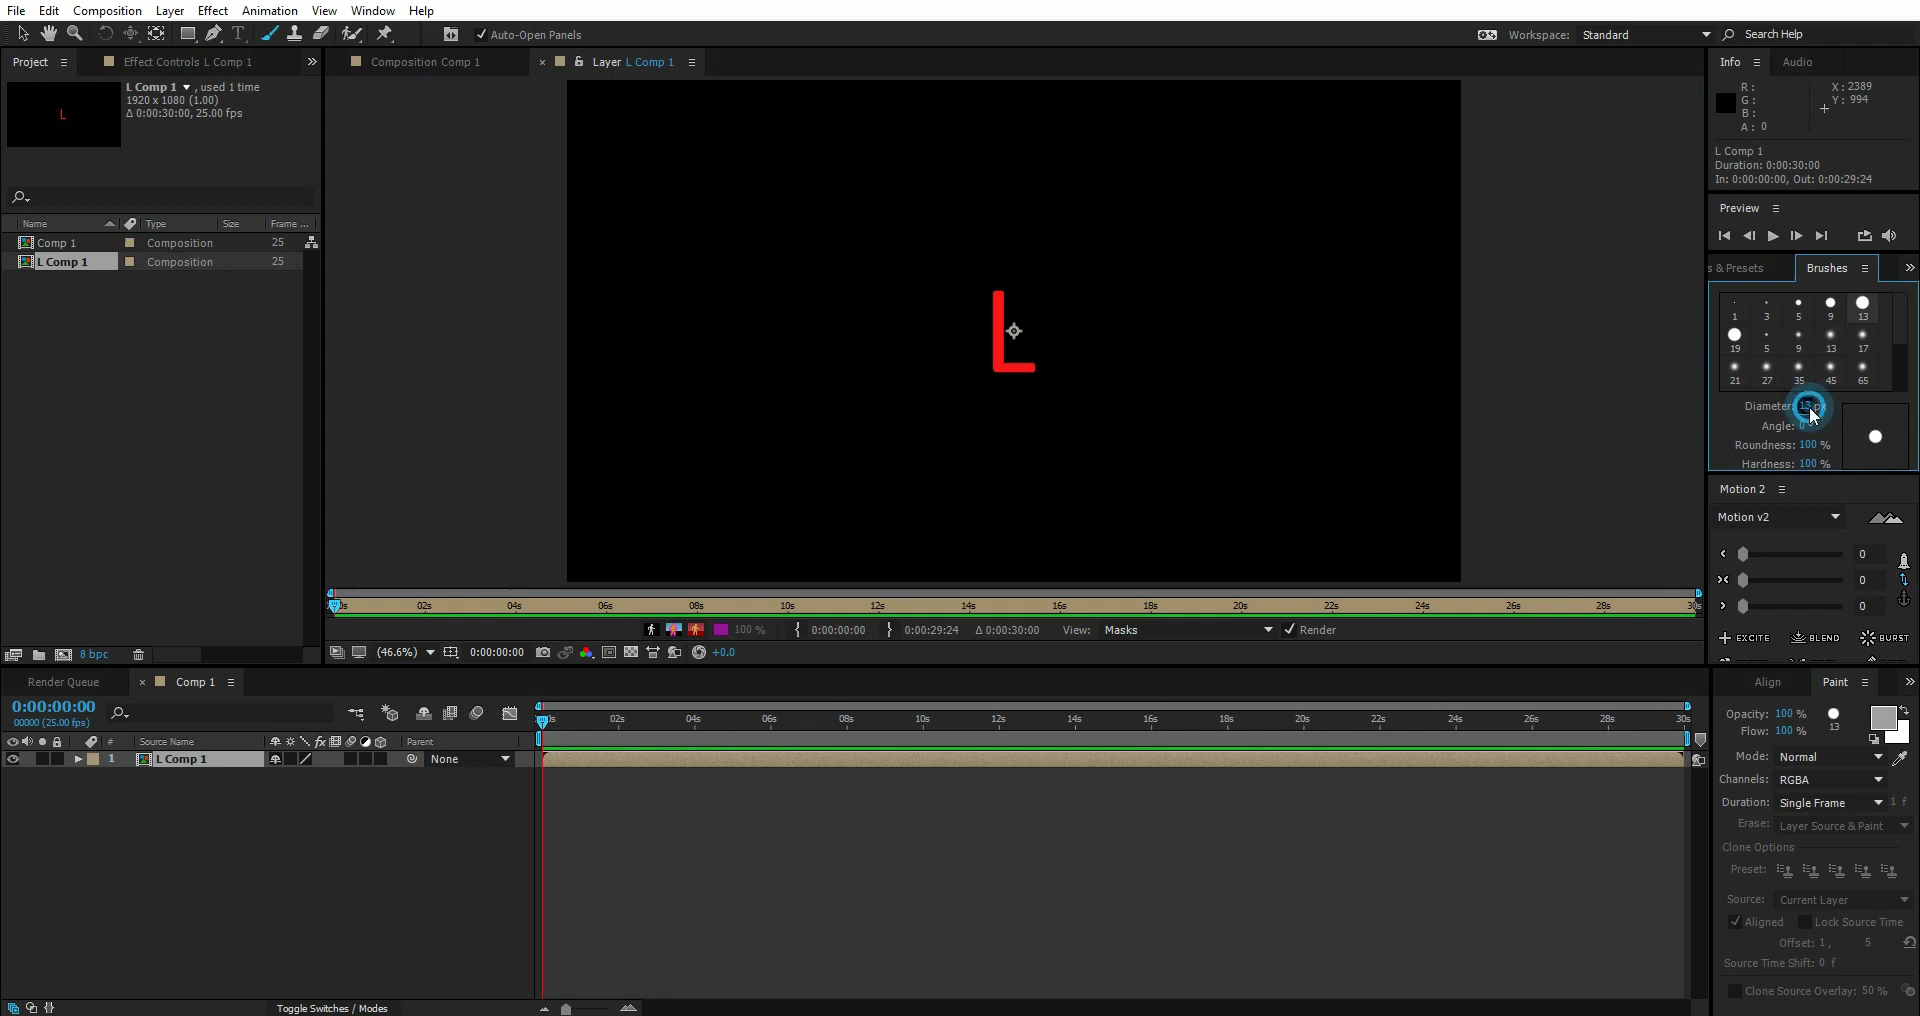 File Edit Composition Layer Effect Animation View Window Help
Auto-Open Panels Workspace: Standard Search Help
Project Effect Controls L Comp 1 Composition Comp 1 Layer L Comp 1 Info Audio
L Comp 1 , used 1 time
1920 x 1080 (1.00)
Δ 0:00:30:00, 25.00 fps
L
Name Type Size Frame ...
Comp 1 Composition 25
L Comp 1 Composition 25
8 bpc
L
02s 04s 06s 08s 10s 12s 14s 16s 18s 20s 22s 24s 26s 28s 30s
100 % 0:00:00:00 0:00:29:24 Δ 0:00:30:00 View: Masks Render
(46.6%) 0:00:00:00 +0.0
R: X: 2389
G: Y: 994
B:
A: 0
L Comp 1
Duration: 0:00:30:00
In: 0:00:00:00, Out: 0:00:29:24
Preview
s & Presets Brushes
1 3 5 9 13
19 5 9 13 17
21 27 35 45 65
Diameter: 13 px
Angle: 0
Roundness: 100 %
Hardness: 100 %
Motion 2
Motion v2
0
0
0
EXCITE BLEND BURST
Render Queue Comp 1
0:00:00:00
00000 (25.00 fps)
02s 04s 06s 08s 10s 12s 14s 16s 18s 20s 22s 24s 26s 28s 30s
# Source Name Parent
1 L Comp 1 None
Toggle Switches / Modes
Align Paint
Opacity: 100 %
Flow: 100 % 13
Mode: Normal
Channels: RGBA
Duration: Single Frame 1 f
Erase: Layer Source & Paint
Clone Options
Preset:
Source: Current Layer
Aligned Lock Source Time
Offset: 1 , 5
Source Time Shift: 0 f
Clone Source Overlay: 50 %